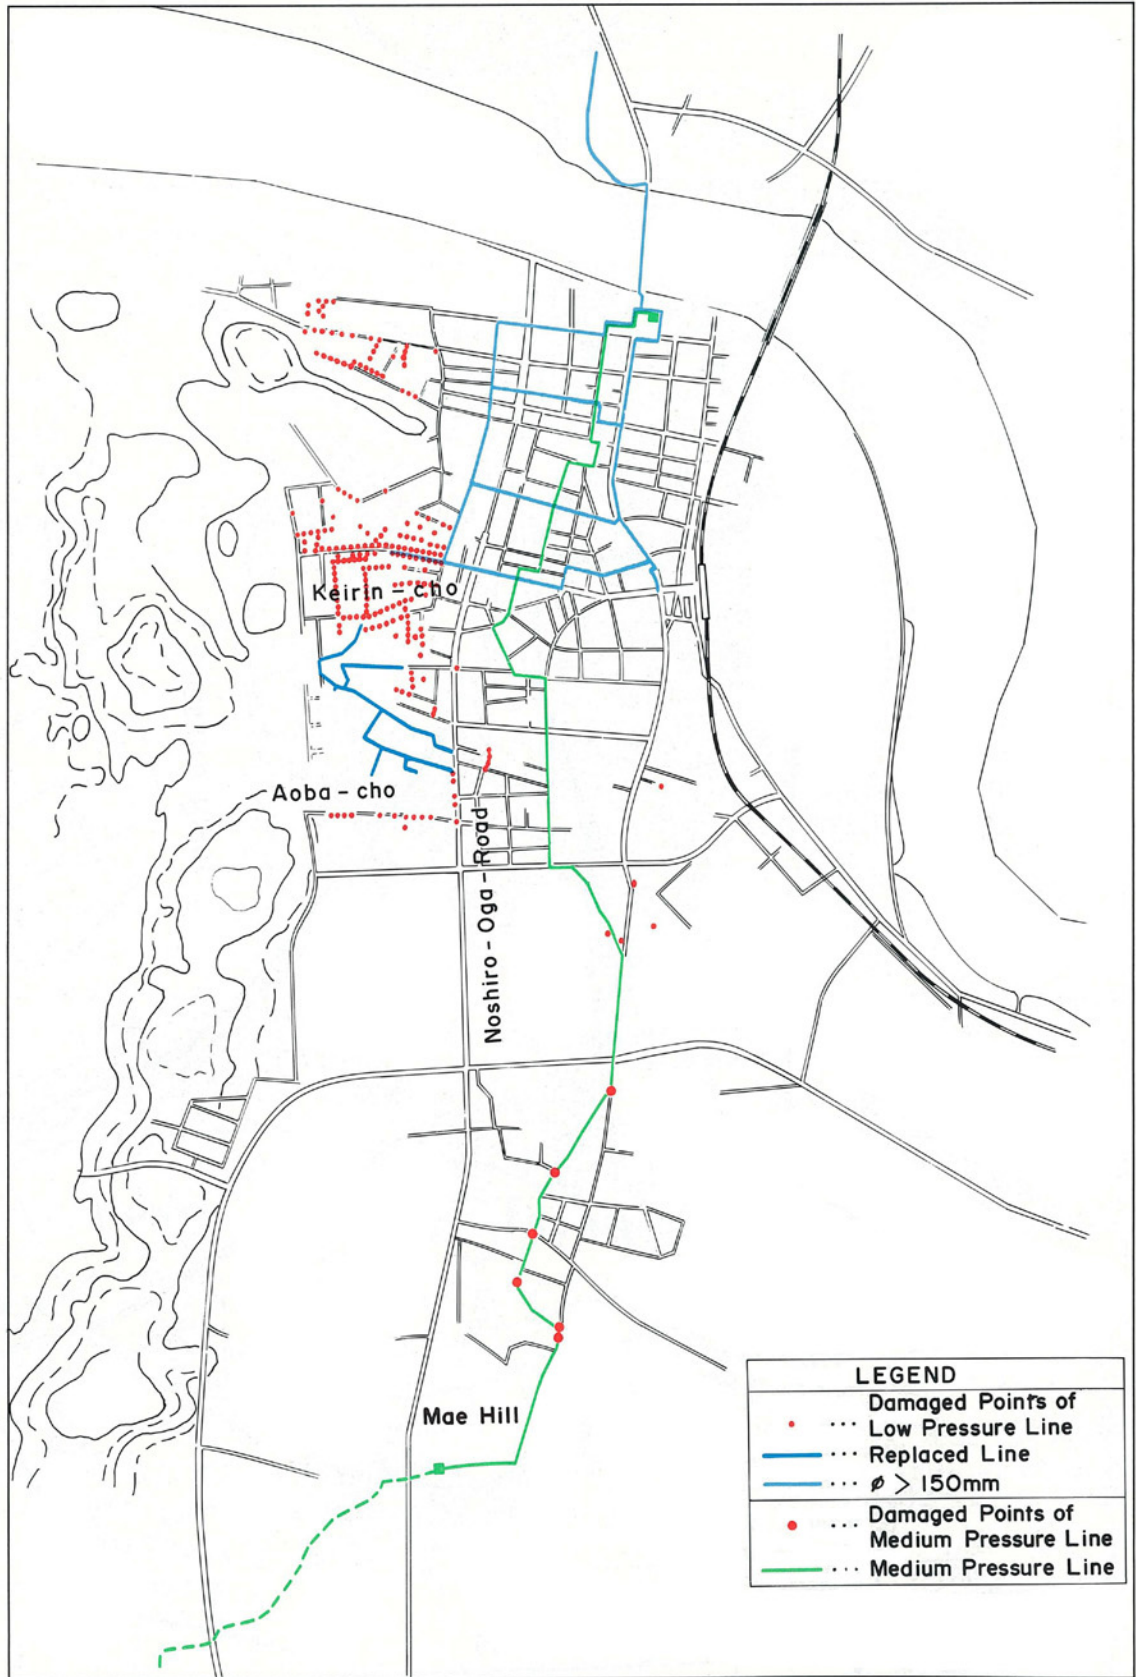 Keirin - cho
Aoba - cho
Noshiro - Oga - Road
Mae Hill
LEGEND
Damaged Points of
Low Pressure Line
Replaced Line
ø > 150mm
Damaged Points of
Medium Pressure Line
Medium Pressure Line